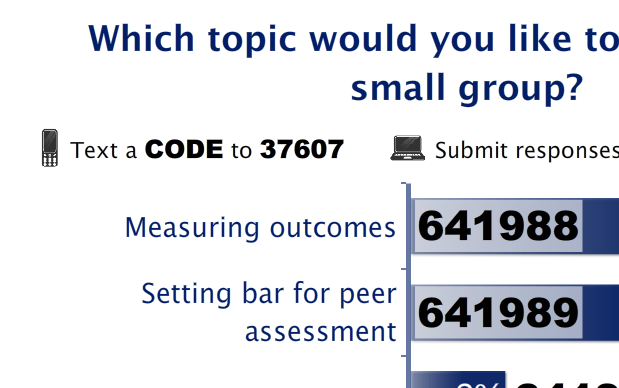 Which topic would you like to
small group?
Text a CODE to 37607
Submit responses
Measuring outcomes
641988
Setting bar for peer
assessment
641989